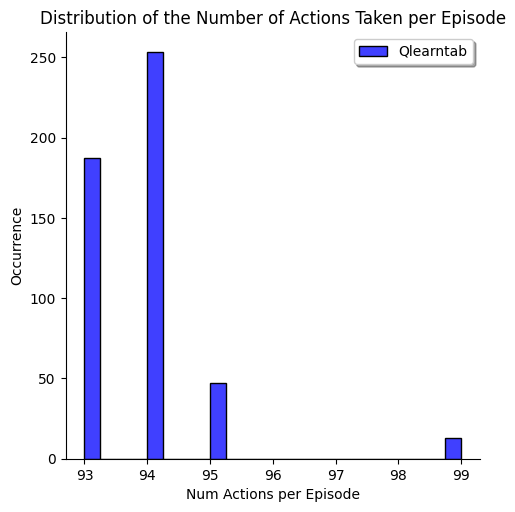 Distribution of the Number of Actions Taken per Episode
Qlearntab
250
200
150
100
50
0
Occurrence
93 94 95 96 97 98 99
Num Actions per Episode